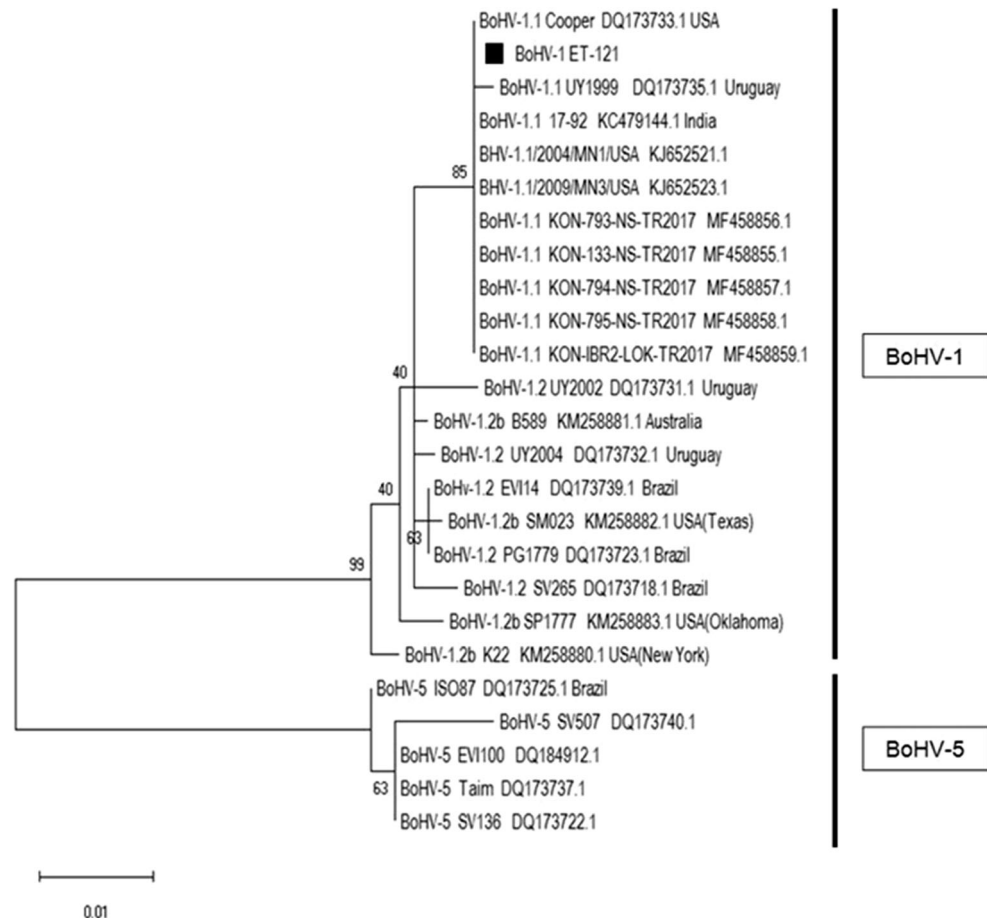 BoHV-1.1 Cooper DQ173733.1 USA
BoHV-1 ET-121
BoHV-1.1 UY1999 DQ173735.1 Uruguay
BoHV-1.1 17-92 KC479144.1 India
BHV-1.1/2004/MN1/USA KJ652521.1
85
BHV-1.1/2009/MN3/USA KJ652523.1
BoHV-1.1 KON-793-NS-TR2017 MF458856.1
BoHV-1.1 KON-133-NS-TR2017 MF458855.1
BoHV-1.1 KON-794-NS-TR2017 MF458857.1
BoHV-1.1 KON-795-NS-TR2017 MF458858.1
BoHV-1.1 KON-IBR2-LOK-TR2017 MF458859.1
BoHV-1
40
BoHV-1.2 UY2002 DQ173731.1 Uruguay
BoHV-1.2b B589 KM258881.1 Australia
BoHV-1.2 UY2004 DQ173732.1 Uruguay
40
BoHv-1.2 EVI14 DQ173739.1 Brazil
BoHV-1.2b SM023 KM258882.1 USA(Texas)
63
BoHV-1.2 PG1779 DQ173723.1 Brazil
99
BoHV-1.2 SV265 DQ173718.1 Brazil
BoHV-1.2b SP1777 KM258883.1 USA(Oklahoma)
BoHV-1.2b K22 KM258880.1 USA(New York)
BoHV-5 ISO87 DQ173725.1 Brazil
BoHV-5 SV507 DQ173740.1
BoHV-5
BoHV-5 EVI100 DQ184912.1
63
BoHV-5 Taim DQ173737.1
BoHV-5 SV136 DQ173722.1
0.01